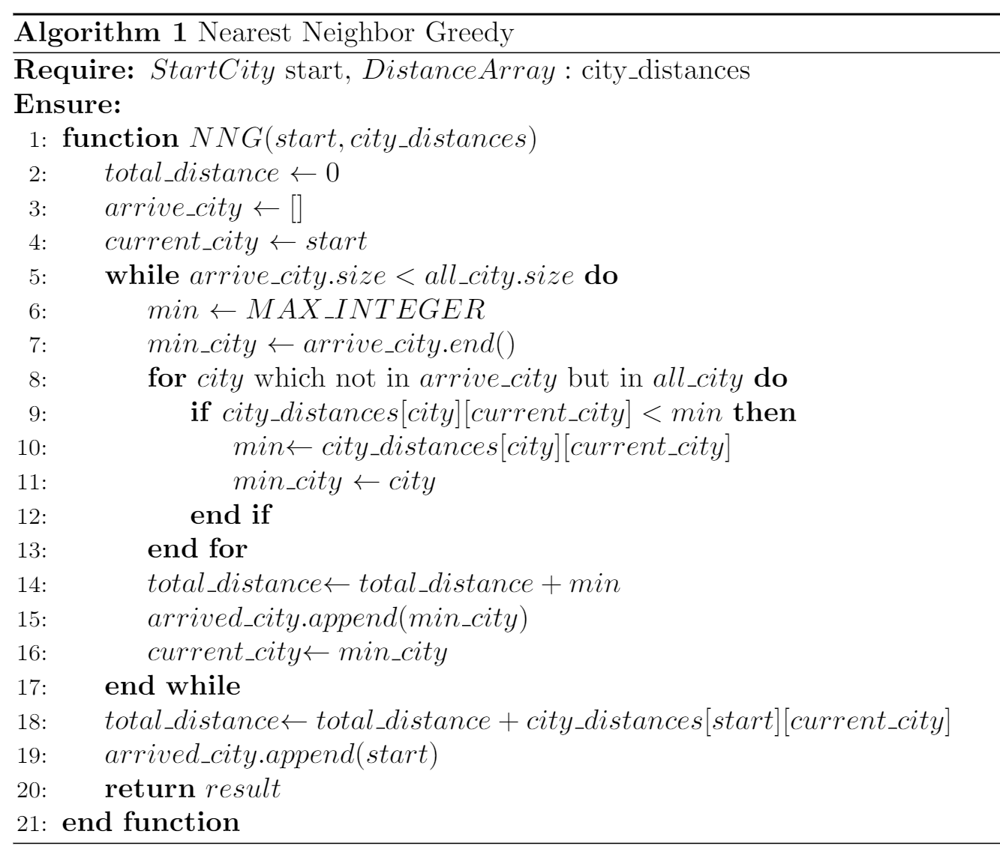 Algorithm 1 Nearest Neighbor Greedy
Require: StartCity start, DistanceArray : city_distances
Ensure:
1: function NNG(start, city_distances)
2: total_distance ← 0
3: arrive_city ← []
4: current_city ← start
5: while arrive_city.size < all_city.size do
6: min ← MAX_INTEGER
7: min_city ← arrive_city.end()
8: for city which not in arrive_city but in all_city do
9: if city_distances[city][current_city] < min then
10: min← city_distances[city][current_city]
11: min_city ← city
12: end if
13: end for
14: total_distance← total_distance + min
15: arrived_city.append(min_city)
16: current_city← min_city
17: end while
18: total_distance← total_distance + city_distances[start][current_city]
19: arrived_city.append(start)
20: return result
21: end function